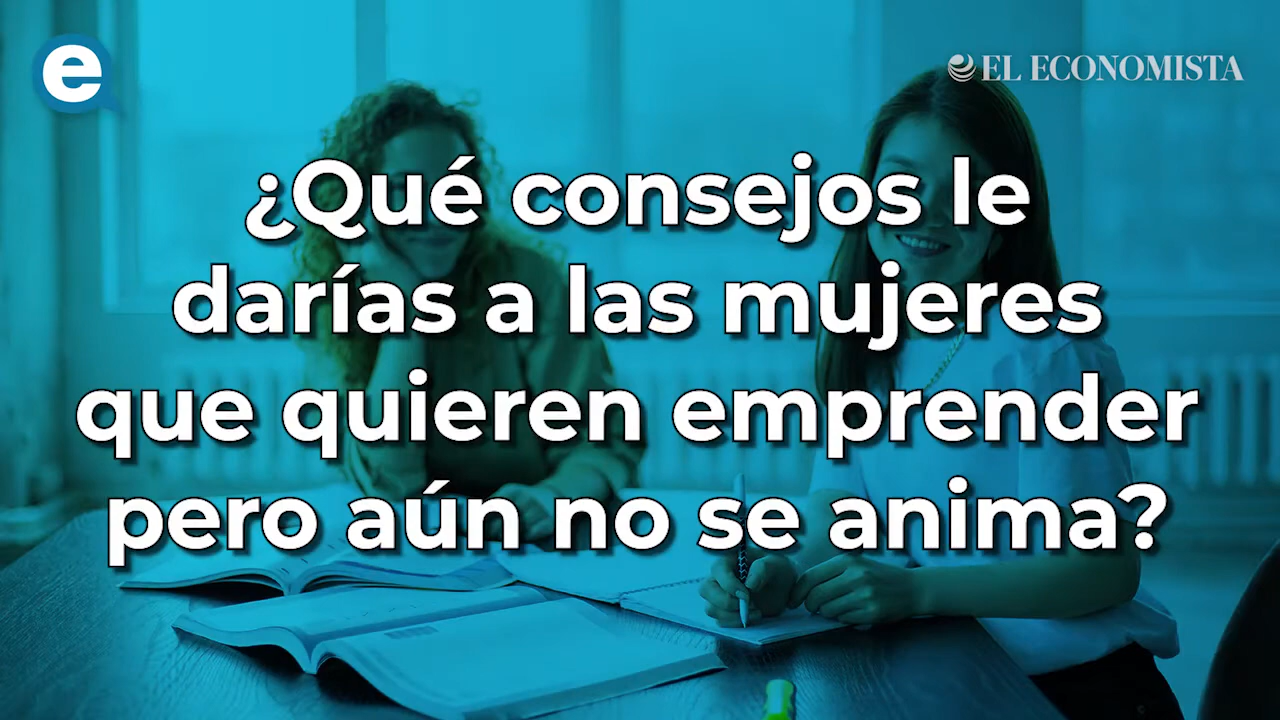 e
EL ECONOMISTA
¿Qué consejos le
darías a las mujeres
que quieren emprender
pero aún no se anima?